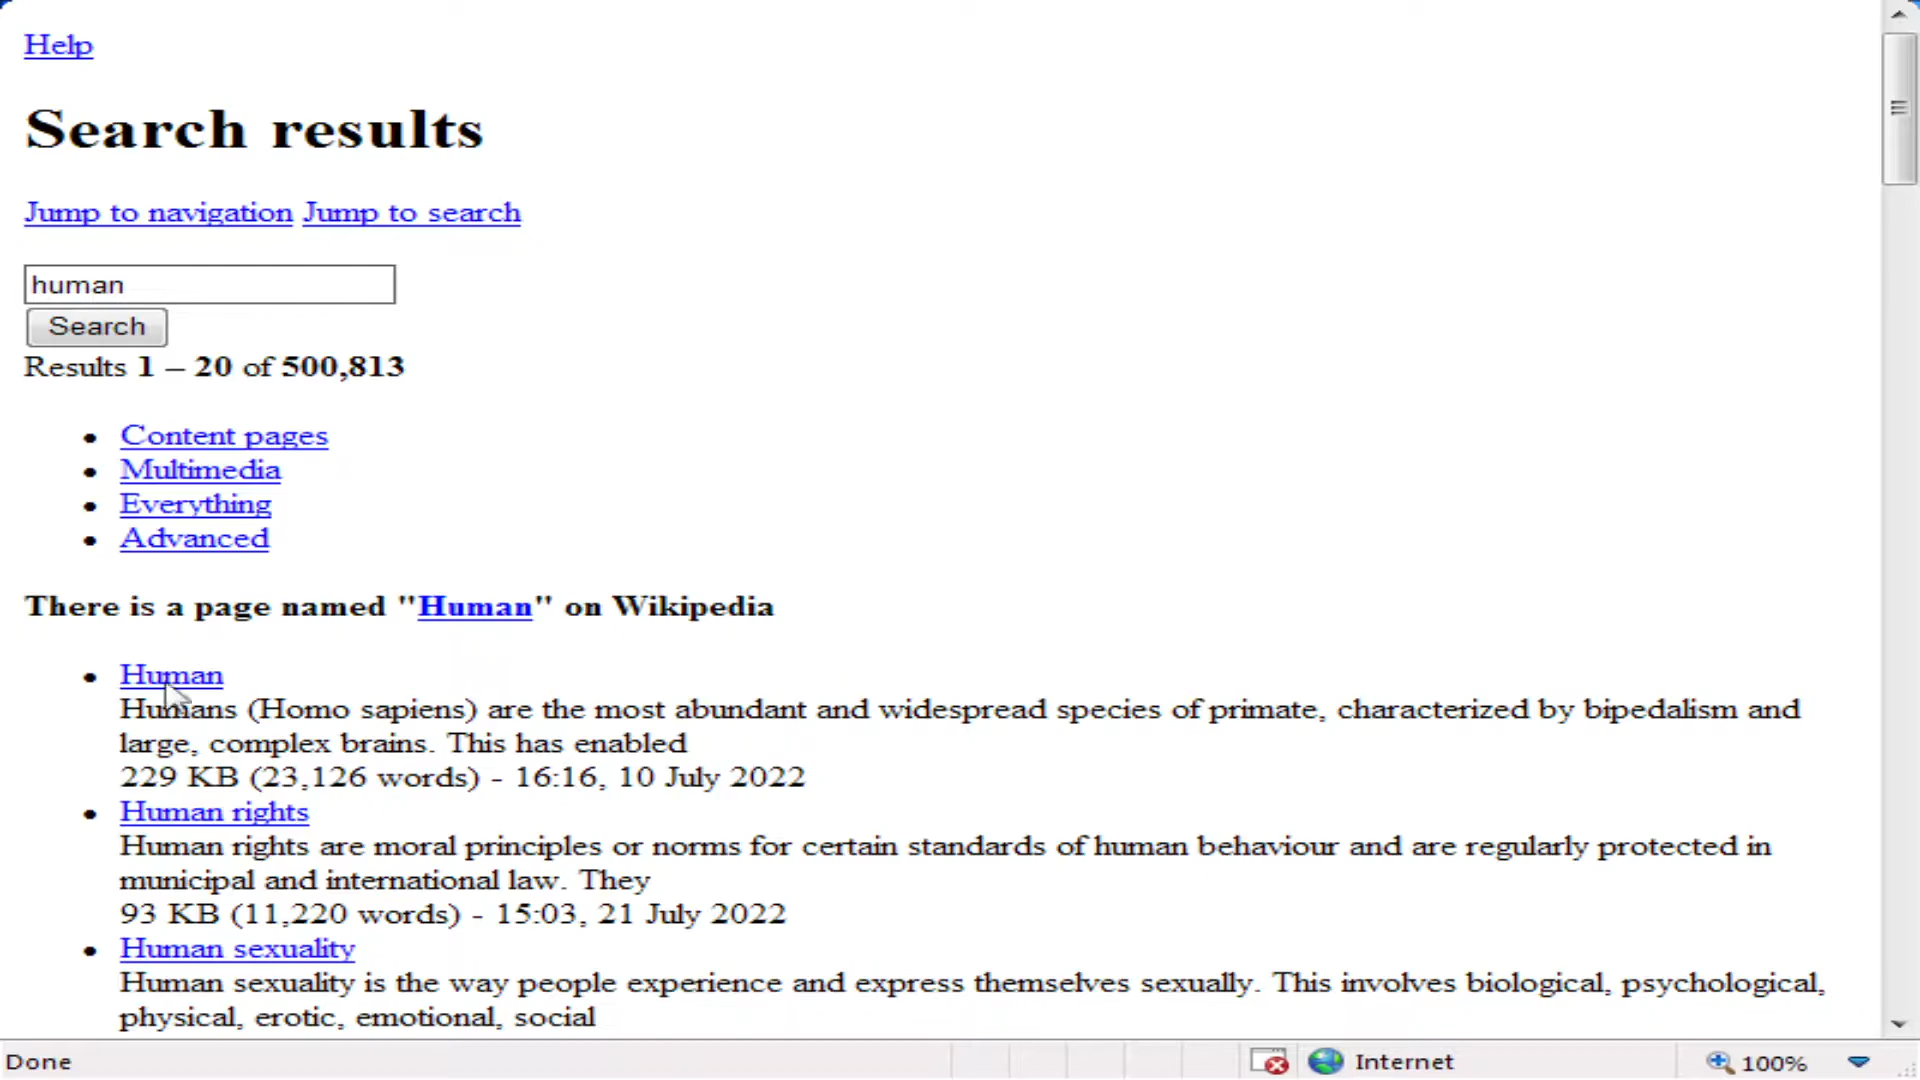 Help
Search results
Jump to navigation Jump to search
human
Search
Results 1 – 20 of 500,813
Content pages
Multimedia
Everything
Advanced
There is a page named "Human" on Wikipedia
Human
Humans (Homo sapiens) are the most abundant and widespread species of primate, characterized by bipedalism and
large, complex brains. This has enabled
229 KB (23,126 words) - 16:16, 10 July 2022
Human rights
Human rights are moral principles or norms for certain standards of human behaviour and are regularly protected in
municipal and international law. They
93 KB (11,220 words) - 15:03, 21 July 2022
Human sexuality
Human sexuality is the way people experience and express themselves sexually. This involves biological, psychological,
physical, erotic, emotional, social
Done Internet 100%